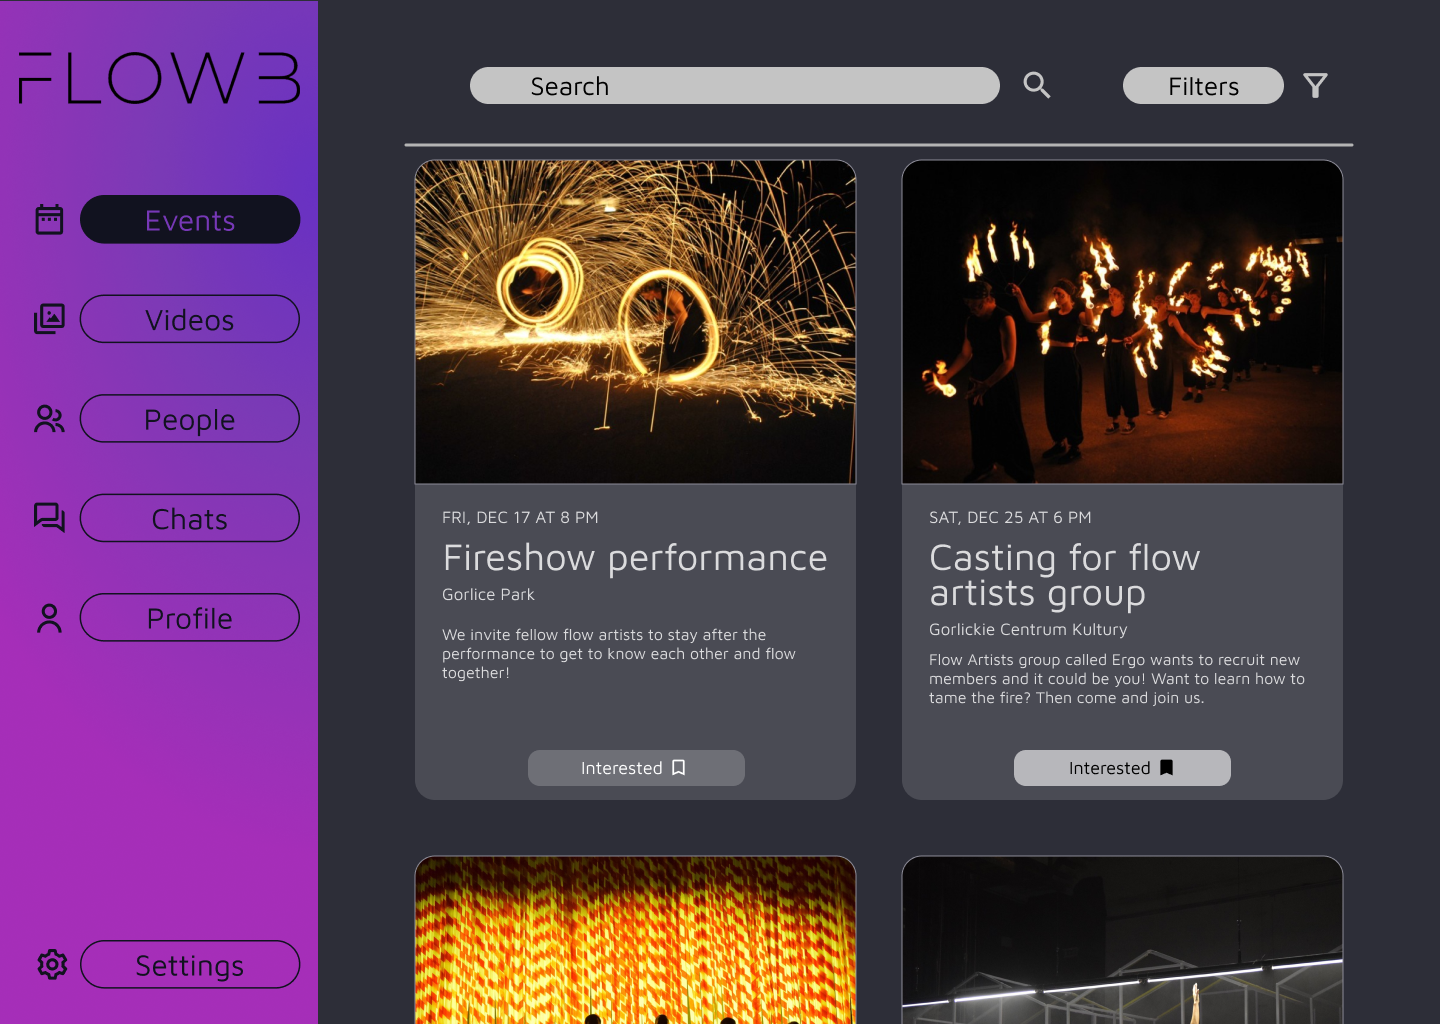 FLOWB
Events
Videos
People
Chats
Profile
Settings
Search
Filters
FRI, DEC 17 AT 8 PM
Fireshow performance
Gorlice Park
We invite fellow flow artists to stay after the
performance to get to know each other and flow
together!
Interested
SAT, DEC 25 AT 6 PM
Casting for flow
artists group
Gorlickie Centrum Kultury
Flow Artists group called Ergo wants to recruit new
members and it could be you! Want to learn how to
tame the fire? Then come and join us.
Interested